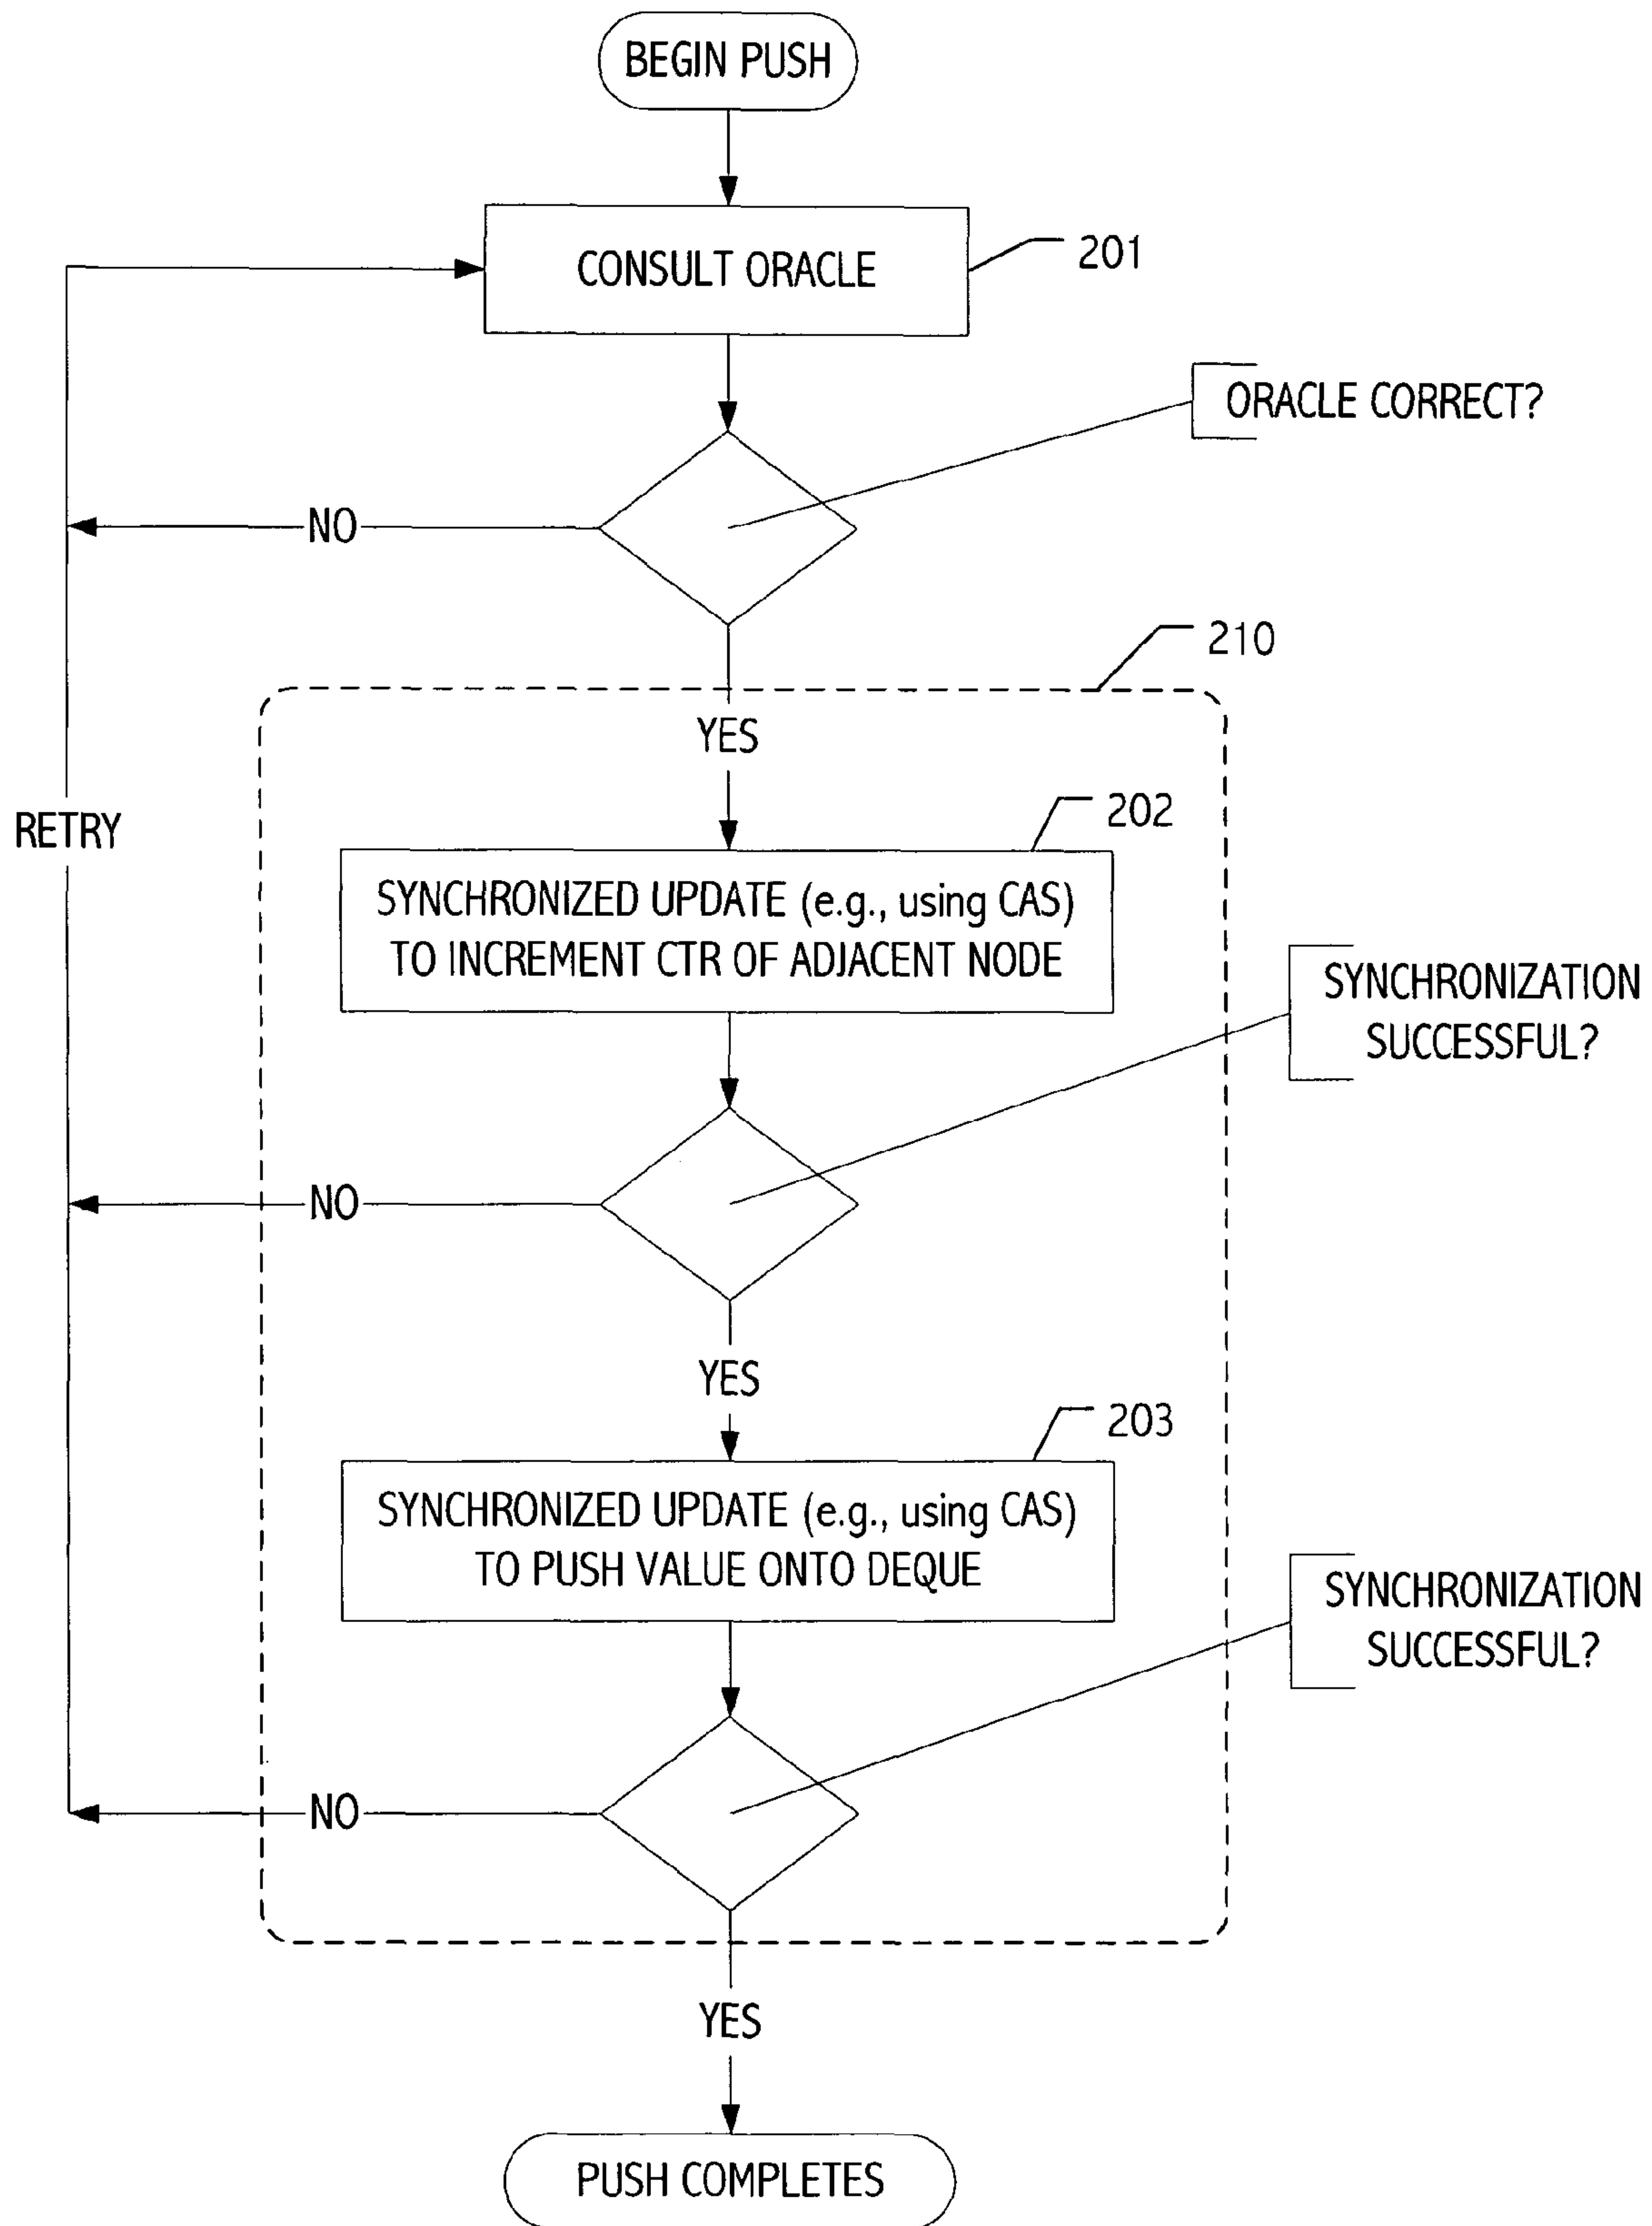 BEGIN PUSH
CONSULT ORACLE
201
ORACLE CORRECT?
NO
210
YES
RETRY
202
SYNCHRONIZED UPDATE (e.g., using CAS)
TO INCREMENT CTR OF ADJACENT NODE
SYNCHRONIZATION
SUCCESSFUL?
NO
YES
203
SYNCHRONIZED UPDATE (e.g., using CAS)
TO PUSH VALUE ONTO DEQUE
SYNCHRONIZATION
SUCCESSFUL?
NO
YES
PUSH COMPLETES